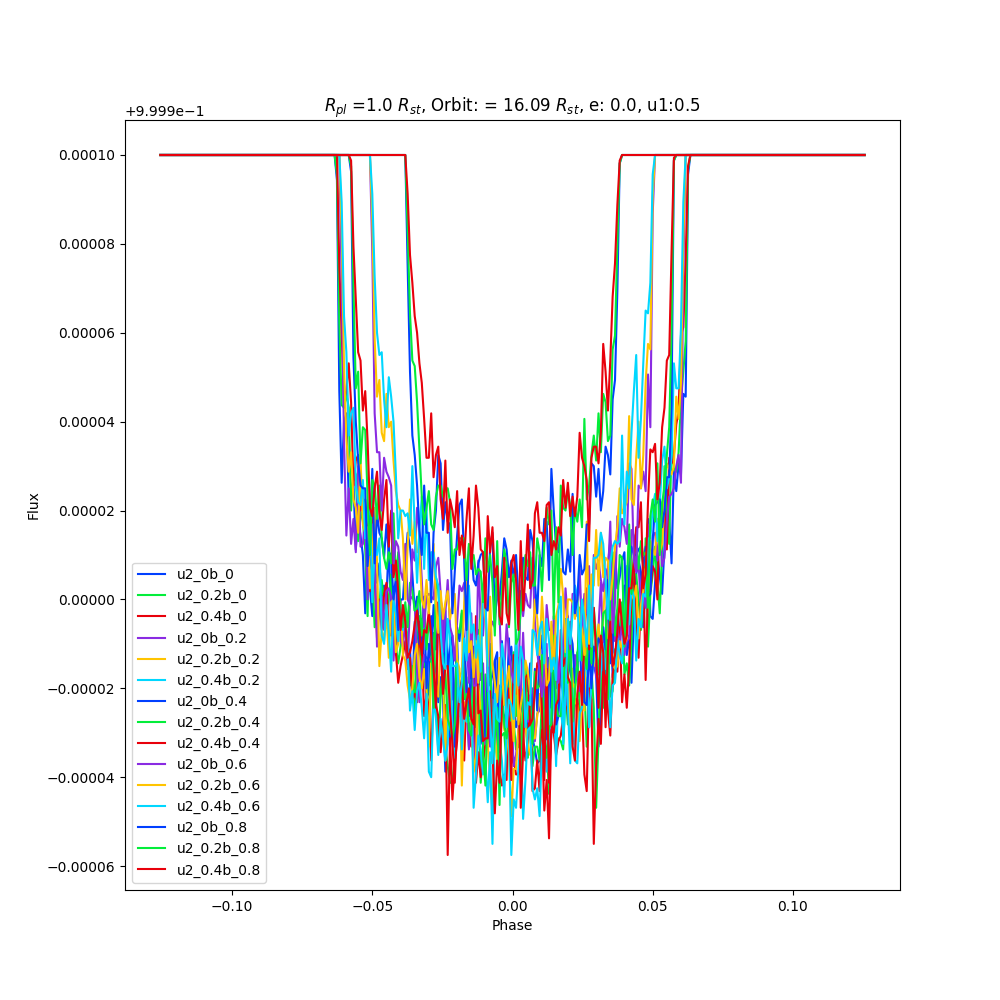 R_pl =1.0 R_st, Orbit: = 16.09 R_st, e: 0.0, u1:0.5
+9.999e−1
0.00010
0.00008
0.00006
0.00004
0.00002
0.00000
−0.00002
−0.00004
−0.00006
Flux
u2_0b_0
u2_0.2b_0
u2_0.4b_0
u2_0b_0.2
u2_0.2b_0.2
u2_0.4b_0.2
u2_0b_0.4
u2_0.2b_0.4
u2_0.4b_0.4
u2_0b_0.6
u2_0.2b_0.6
u2_0.4b_0.6
u2_0b_0.8
u2_0.2b_0.8
u2_0.4b_0.8
−0.10 −0.05 0.00 0.05 0.10
Phase